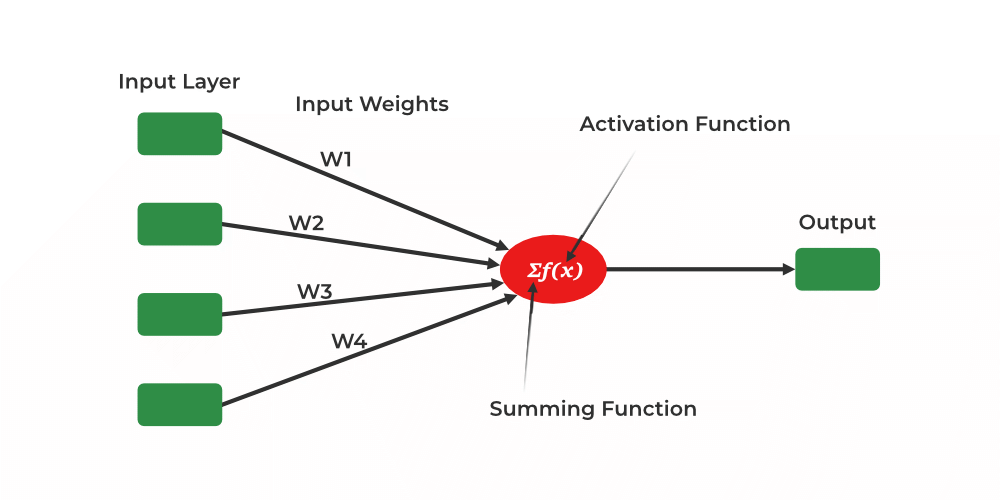 Input Layer
Input Weights
Activation Function
W1
W2
Output
Σf(x)
W3
W4
Summing Function